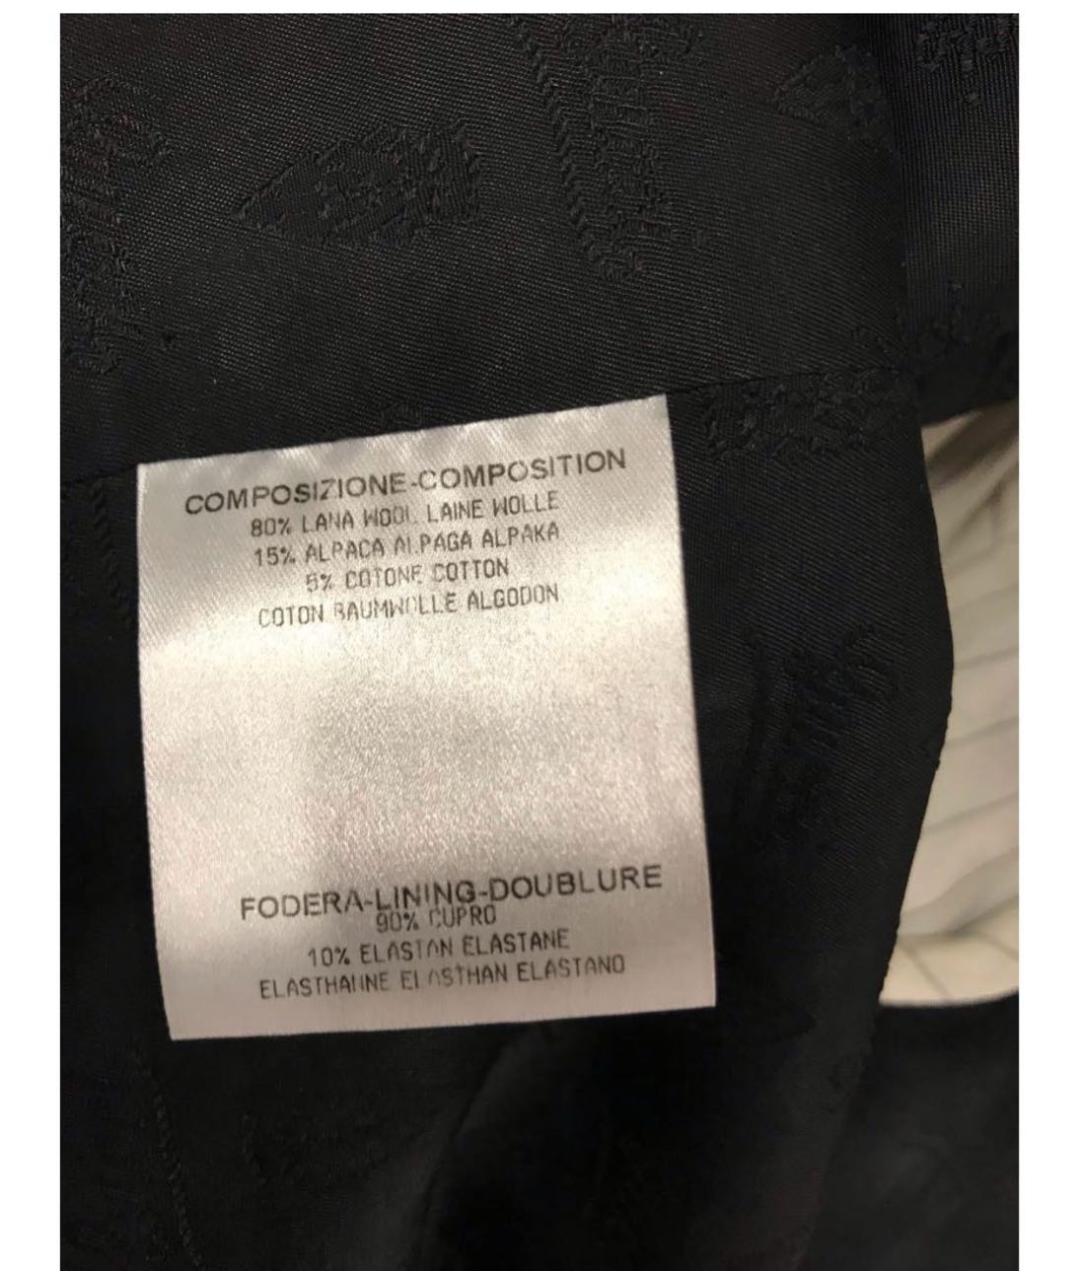 COMPOSIZIONE-COMPOSITION
80% LANA WOOL LAINE WOLLE
15% ALPACA ALPAGA ALPAKA
5% COTONE COTTON
COTON BAUMWOLLE ALGODON
FODERA-LINING-DOUBLURE
90% CUPRO
10% ELASTAN ELASTANE
ELASTHANNE ELASTHAN ELASTANO